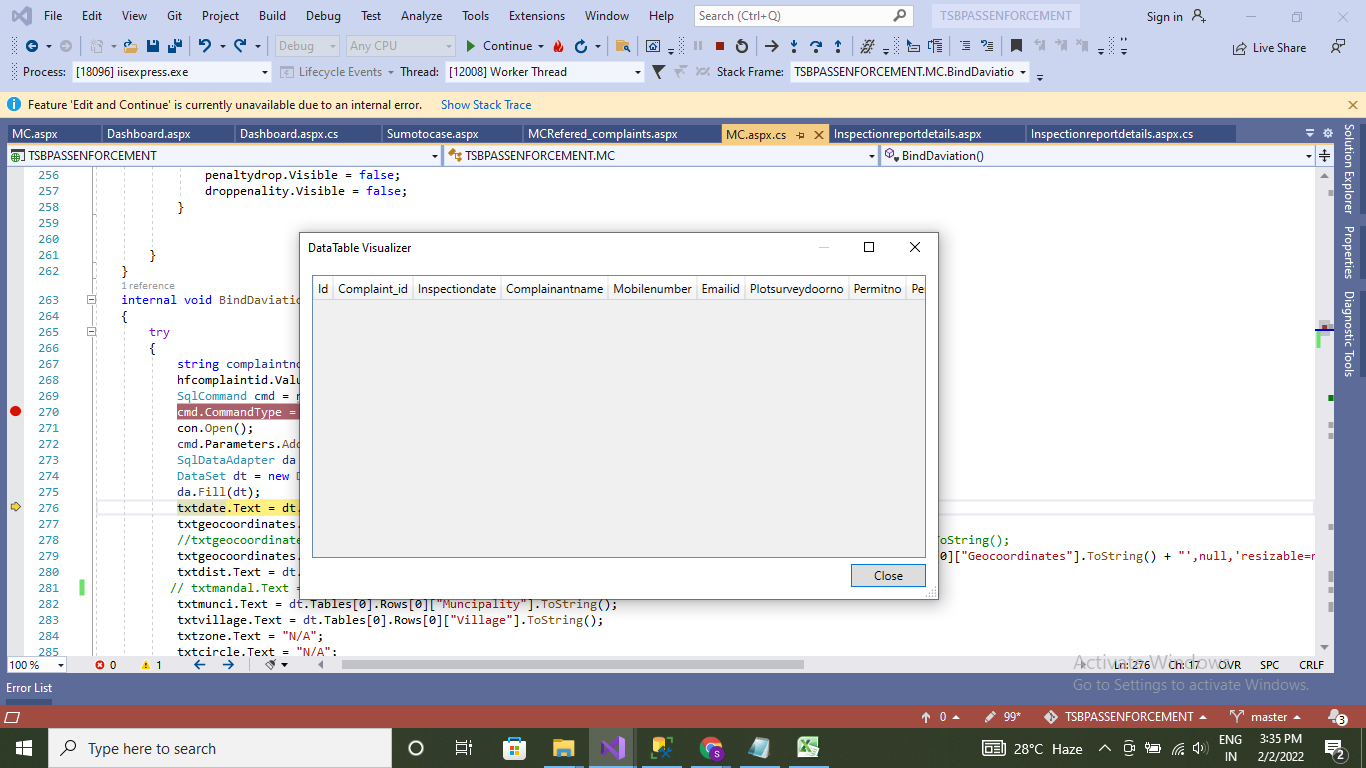 File Edit View Git Project Build Debug Test Analyze Tools Extensions Window Help Search (Ctrl+Q) TSBPASSENFORCEMENT Sign in
Debug Any CPU Continue Live Share
Process: [18096] iisexpress.exe Lifecycle Events Thread: [12008] Worker Thread Stack Frame: TSBPASSENFORCEMENT.MC.BindDaviatio
Feature 'Edit and Continue' is currently unavailable due to an internal error. Show Stack Trace
MC.aspx Dashboard.aspx Dashboard.aspx.cs Sumotocase.aspx MCRefered_complaints.aspx MC.aspx.cs Inspectionreportdetails.aspx Inspectionreportdetails.aspx.cs
TSBPASSENFORCEMENT TSBPASSENFORCEMENT.MC BindDaviation()
Solution Explorer
Properties
Diagnostic Tools
256 penaltydrop.Visible = false;
257 droppenality.Visible = false;
258 }
259
260
261 }
262 }
1 reference
263 internal void BindDaviatio
264 {
265 try
266 {
267 string complaintno
268 hfcomplaintid.Valu
269 SqlCommand cmd = n
270 cmd.CommandType =
271 con.Open();
272 cmd.Parameters.Add
273 SqlDataAdapter da
274 DataSet dt = new D
275 da.Fill(dt);
276 txtdate.Text = dt.
277 txtgeocoordinates.
278 //txtgeocoordinate oString();
279 txtgeocoordinates. 0]["Geocoordinates"].ToString() + "',null,'resizable=n
280 txtdist.Text = dt.
281 // txtmandal.Text =
282 txtmunci.Text = dt.Tables[0].Rows[0]["Muncipality"].ToString();
283 txtvillage.Text = dt.Tables[0].Rows[0]["Village"].ToString();
284 txtzone.Text = "N/A";
285 txtcircle.Text = "N/A";
DataTable Visualizer
Id Complaint_id Inspectiondate Complainantname Mobilenumber Emailid Plotsurveydoorno Permitno Pe
Close
100 % 0 1 Ln: 276 Ch: 17 OVR SPC CRLF
Activate Windows
Go to Settings to activate Windows.
Error List
0 99* TSBPASSENFORCEMENT master 3
Type here to search S 28°C Haze ENG IN 3:35 PM 2/2/2022 2